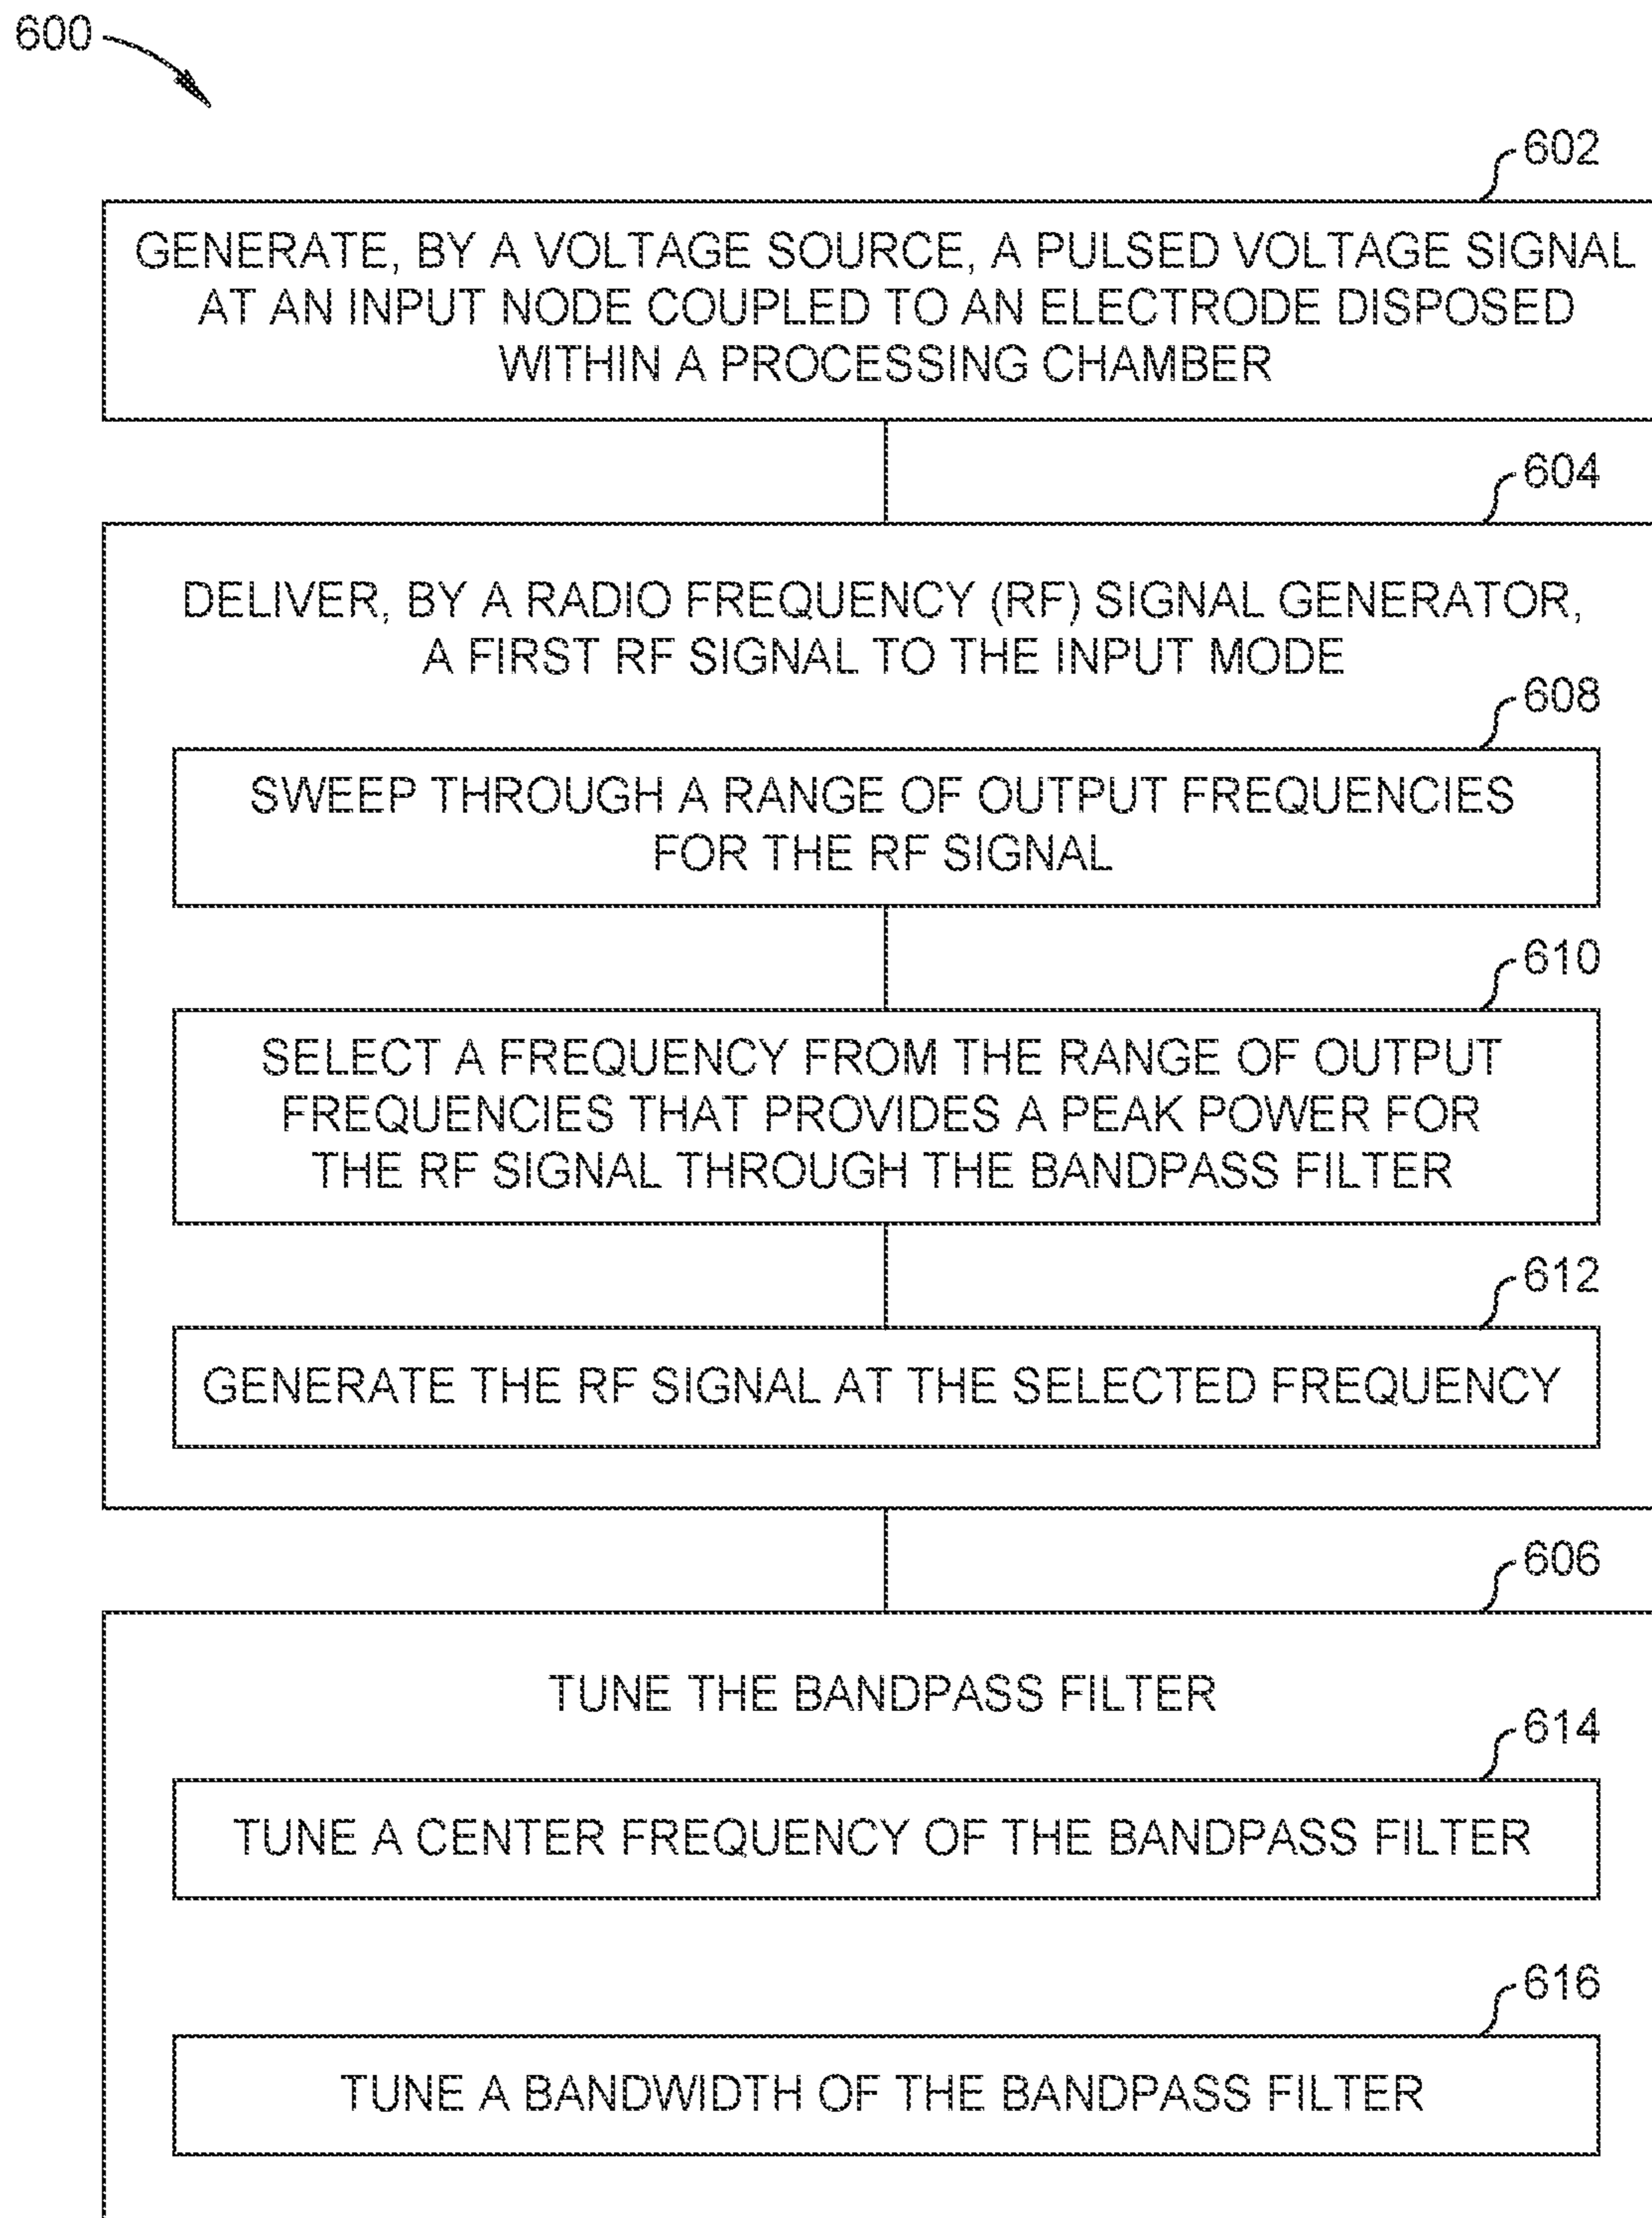 600
602
GENERATE, BY A VOLTAGE SOURCE, A PULSED VOLTAGE SIGNAL
AT AN INPUT NODE COUPLED TO AN ELECTRODE DISPOSED
WITHIN A PROCESSING CHAMBER
604
DELIVER, BY A RADIO FREQUENCY (RF) SIGNAL GENERATOR,
A FIRST RF SIGNAL TO THE INPUT MODE
608
SWEEP THROUGH A RANGE OF OUTPUT FREQUENCIES
FOR THE RF SIGNAL
610
SELECT A FREQUENCY FROM THE RANGE OF OUTPUT
FREQUENCIES THAT PROVIDES A PEAK POWER FOR
THE RF SIGNAL THROUGH THE BANDPASS FILTER
612
GENERATE THE RF SIGNAL AT THE SELECTED FREQUENCY
606
TUNE THE BANDPASS FILTER
614
TUNE A CENTER FREQUENCY OF THE BANDPASS FILTER
616
TUNE A BANDWIDTH OF THE BANDPASS FILTER